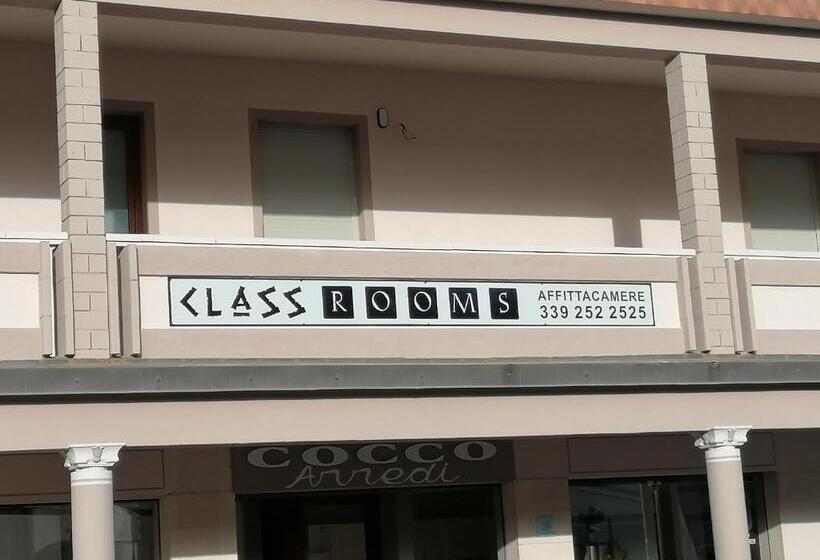 CLASS ROOMS
AFFITTACAMERE
339 252 2525
COCCO
Arredi